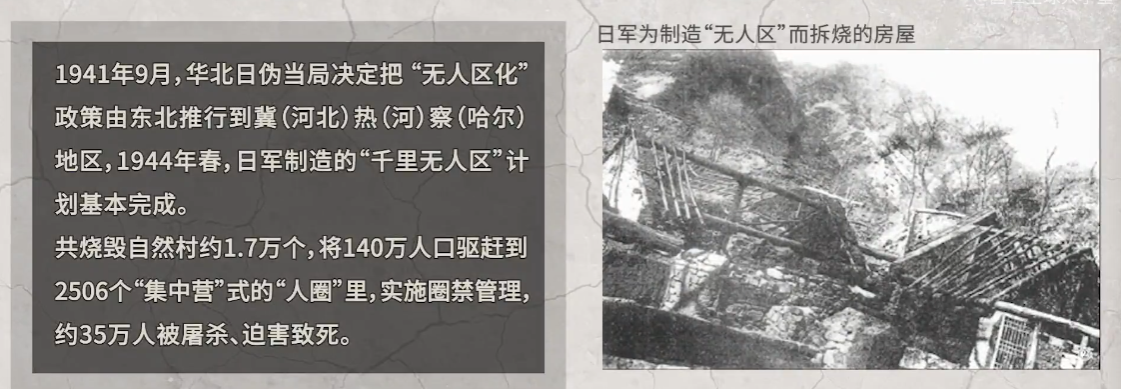 1941年9月，华北日伪当局决定把“无人区化”
政策由东北推行到冀（河北）热（河）察（哈尔）
地区，1944年春，日军制造的“千里无人区”计
划基本完成。
共烧毁自然村约1.7万个，将140万人口驱赶到
2506个“集中营”式的“人圈”里，实施圈禁管理，
约35万人被屠杀、迫害致死。
日军为制造“无人区”而拆烧的房屋